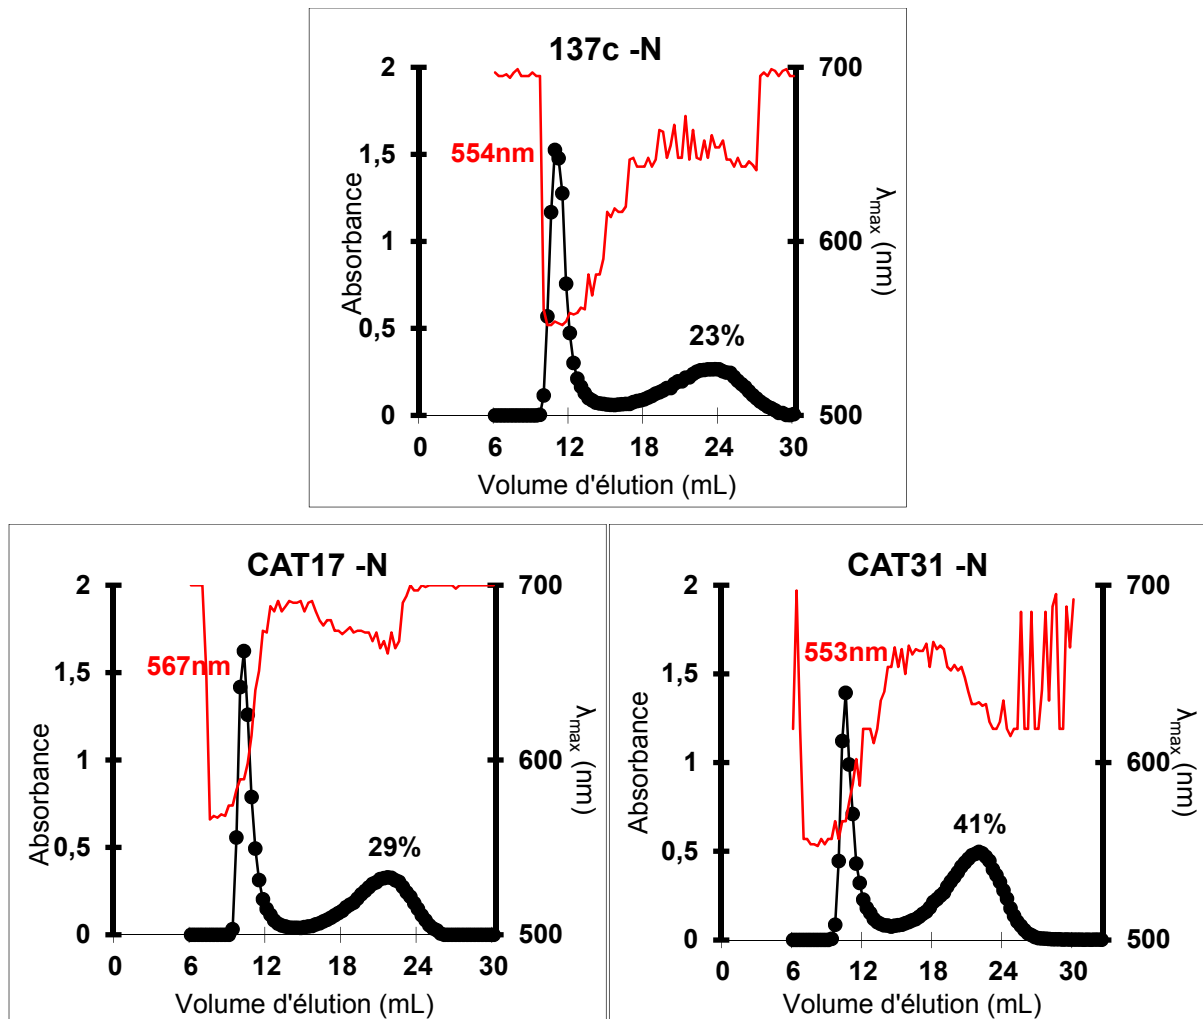 137c -N
2
1,5
1
0,5
0
700
600
500
554nm
23%
0 6 12 18 24 30
Absorbance
λmax (nm)
Volume d'élution (mL)
CAT17 -N
2
1,5
1
0,5
0
700
600
500
567nm
29%
0 6 12 18 24 30
Absorbance
λmax (nm)
Volume d'élution (mL)
CAT31 -N
2
1,5
1
0,5
0
700
600
500
553nm
41%
0 6 12 18 24 30
Absorbance
λmax (nm)
Volume d'élution (mL)